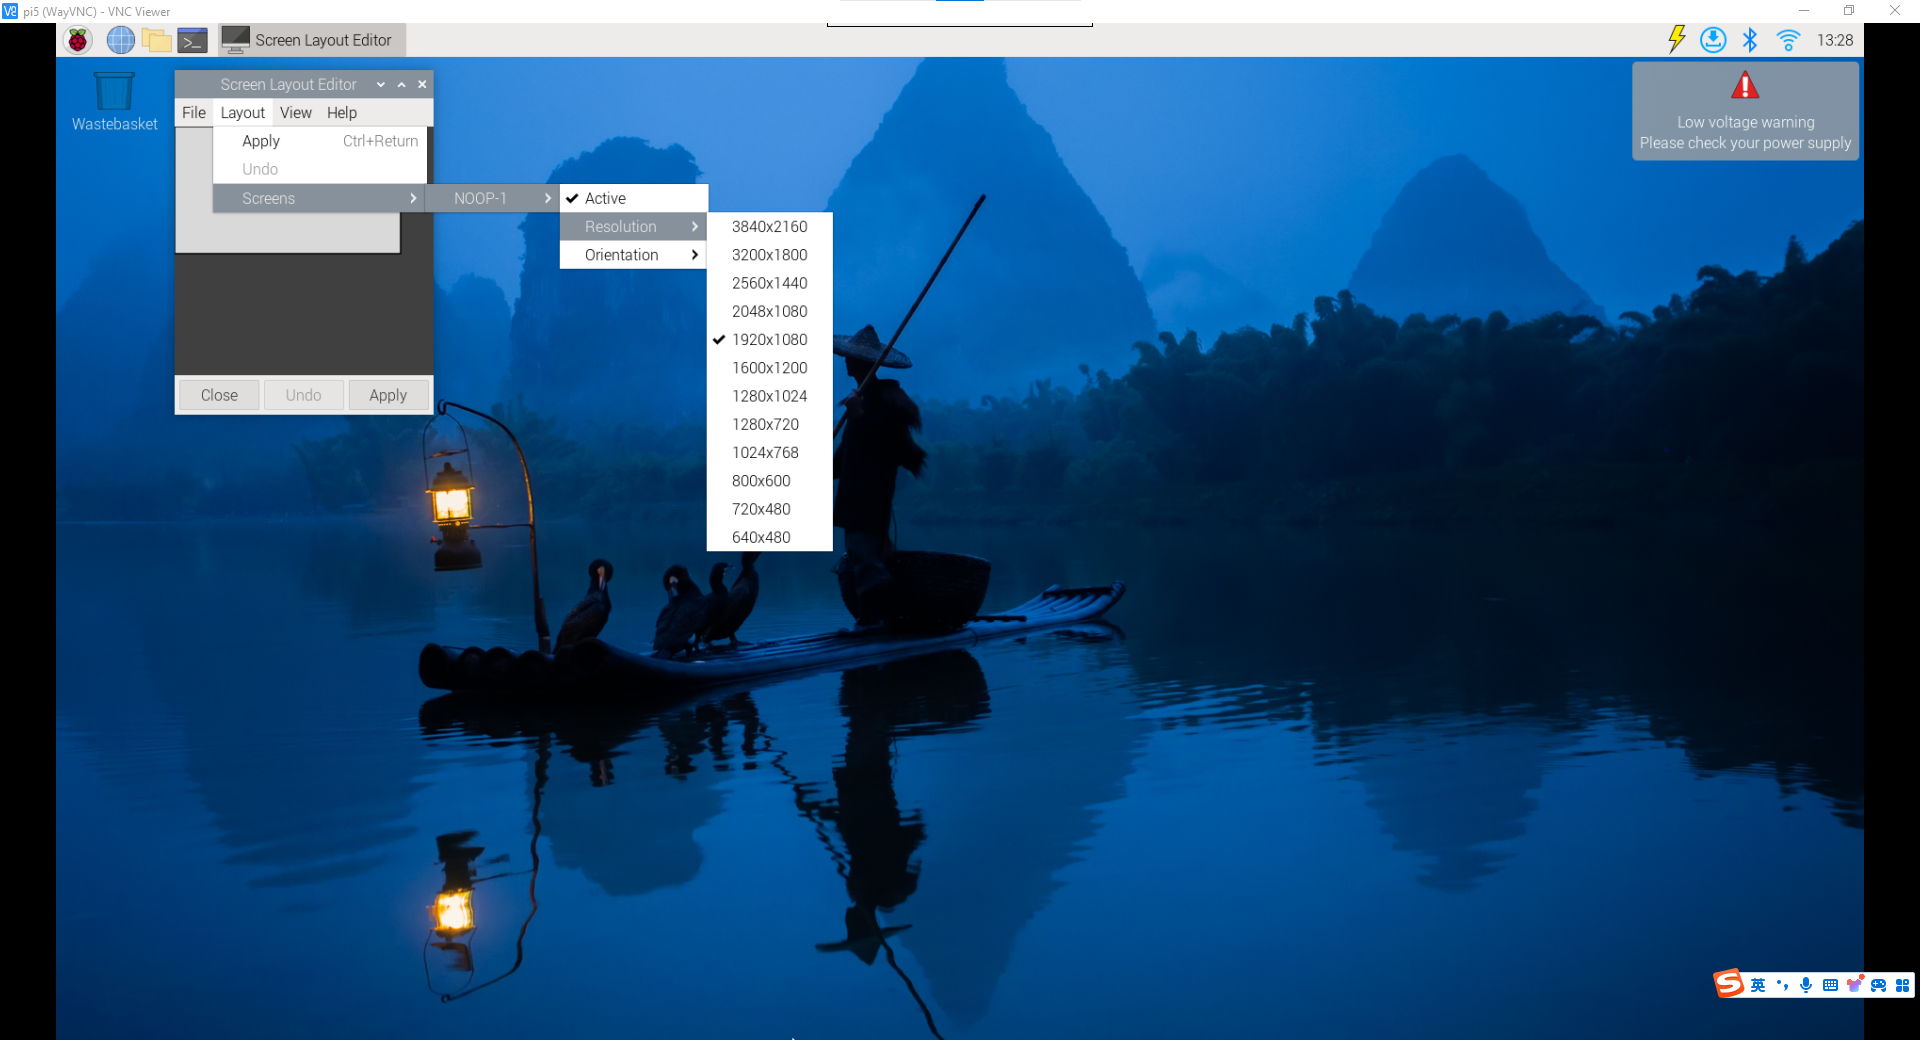 pi5 (WayVNC) - VNC Viewer
Screen Layout Editor
13:28
Wastebasket
Screen Layout Editor
File Layout View Help
Apply Ctrl+Return
Undo
Screens
NOOP-1
Active
Resolution
Orientation
3840x2160
3200x1800
2560x1440
2048x1080
1920x1080
1600x1200
1280x1024
1280x720
1024x768
800x600
720x480
640x480
Close Undo Apply
Low voltage warning
Please check your power supply
英